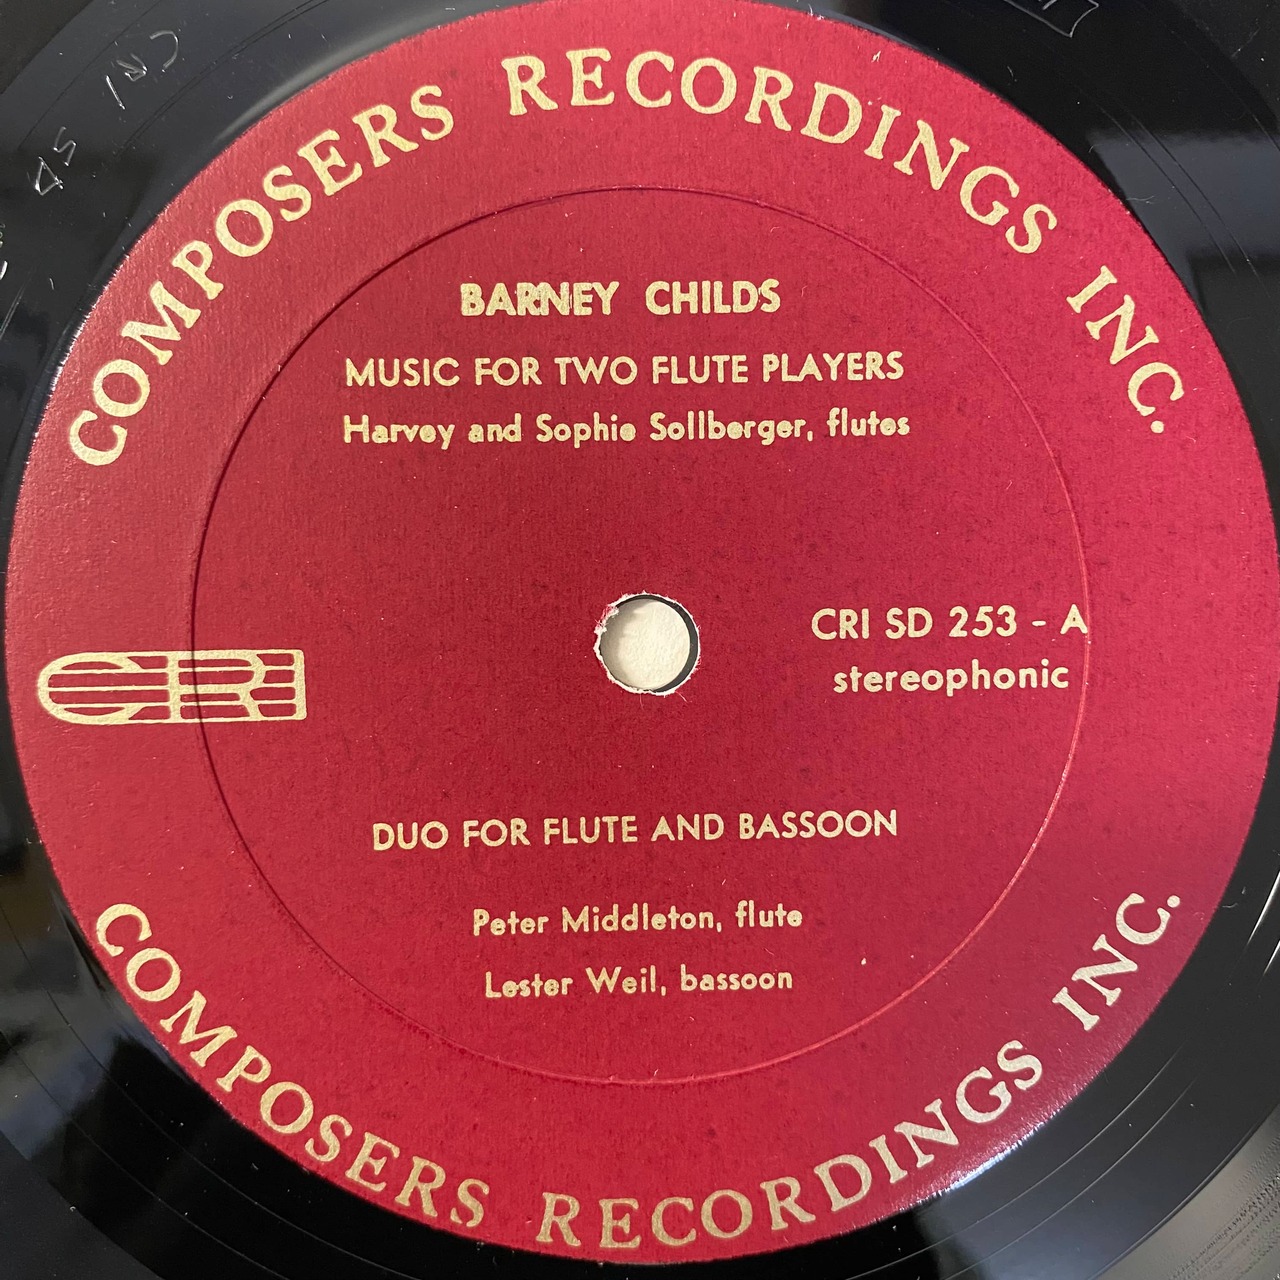 COMPOSERS RECORDINGS INC.
BARNEY CHILDS
MUSIC FOR TWO FLUTE PLAYERS
Harvey and Sophie Sollberger, flutes
CRI SD 253 - A
stereophonic
CRI
DUO FOR FLUTE AND BASSOON
Peter Middleton, flute
Lester Weil, bassoon
COMPOSERS RECORDINGS INC.